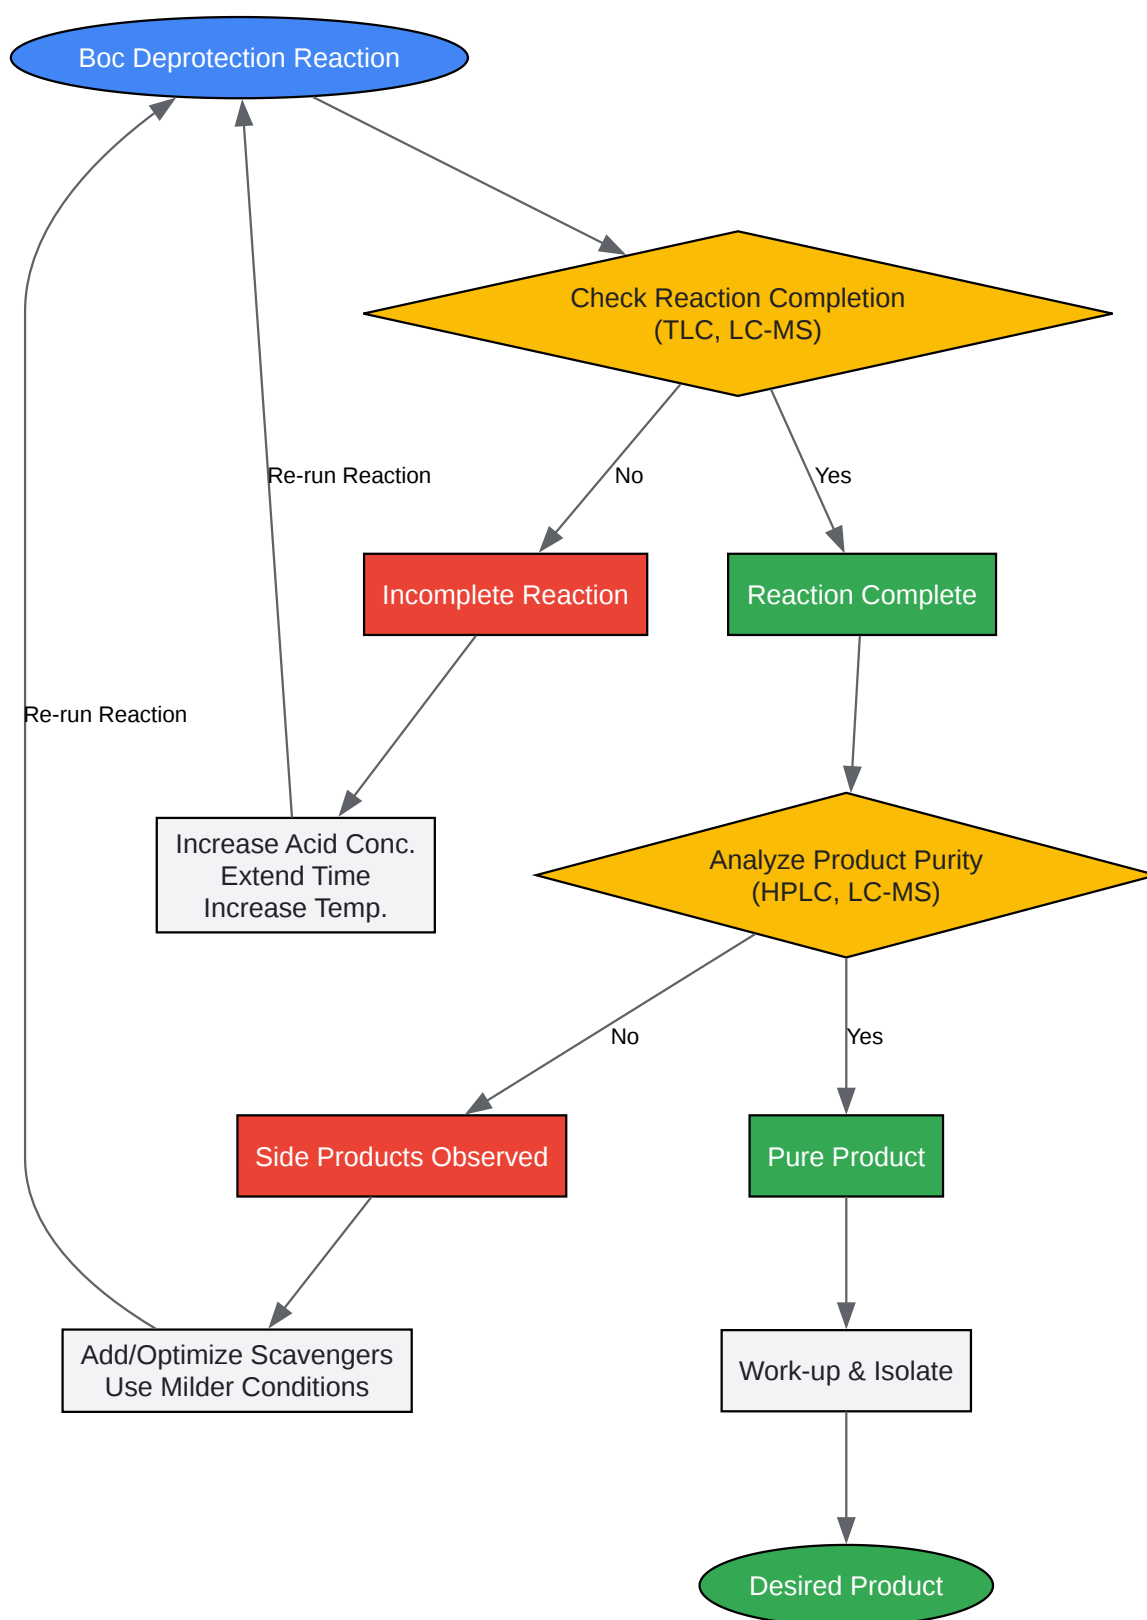 Boc Deprotection Reaction
Check Reaction Completion
(TLC, LC-MS)
Re-run Reaction
No
Yes
Incomplete Reaction
Reaction Complete
Re-run Reaction
Increase Acid Conc.
Extend Time
Increase Temp.
Analyze Product Purity
(HPLC, LC-MS)
No
Yes
Side Products Observed
Pure Product
Add/Optimize Scavengers
Use Milder Conditions
Work-up & Isolate
Desired Product